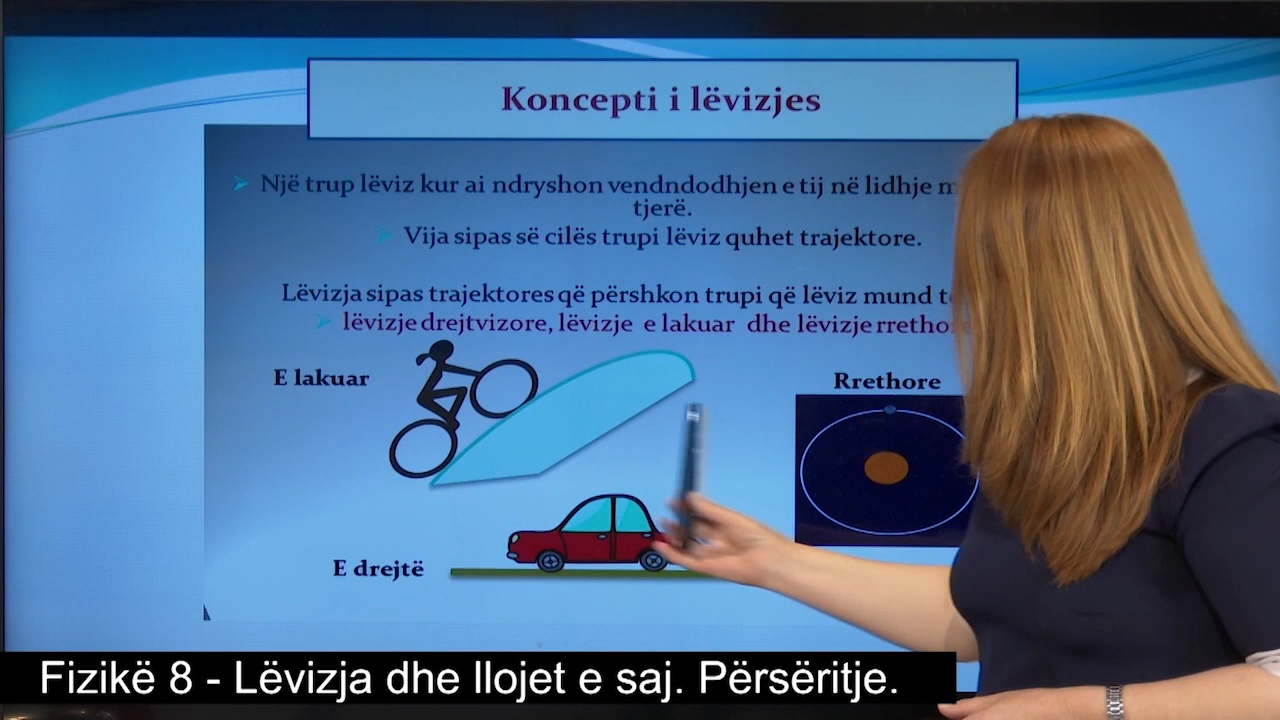 Koncepti i lëvizjes
Një trup lëviz kur ai ndryshon vendndodhjen e tij në lidhje
tjerë.
Vija sipas së cilës trupi lëviz quhet trajektore.
Lëvizja sipas trajektores që përshkon trupi që lëviz mund
lëvizje drejtvizore, lëvizje e lakuar dhe lëvizje
E lakuar
Rrethore
E drejtë
Fizikë 8 - Lëvizja dhe llojet e saj. Përsëritje.